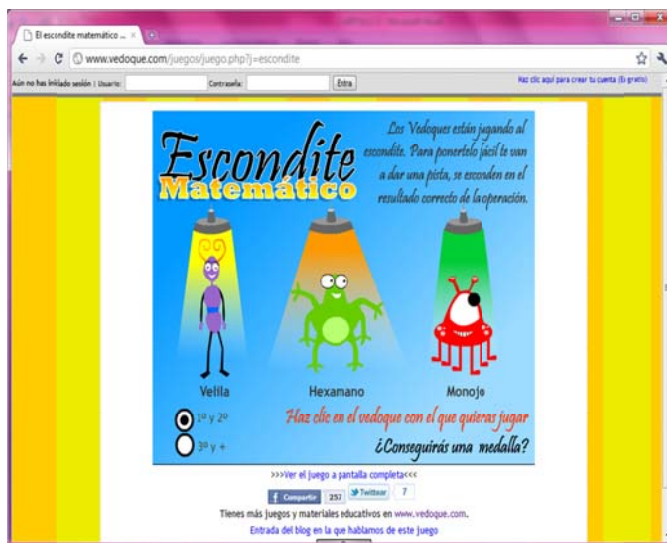 El escondite matemático ...
www.vedoque.com/juegos/juego.php?j=escondite
Aún no has iniciado sesión | Usuario: Contraseña: Entra
Haz clic aquí para crear tu cuenta (Es gratis)
Escondite
Matemático
Los Vedoques están jugando al
escondite. Para ponertelo fácil te van
a dar una pista, se esconden en el
resultado correcto de la operación.
Velila Hexamano Monojo
1º y 2º
3º y +
Haz clic en el vedoque con el que quieras jugar
¿Conseguirás una medalla?
>>>Ver el juego a pantalla completa<<<
Compartir 257 Twittear 7
Tienes más juegos y materiales educativos en www.vedoque.com.
Entrada del blog en la que hablamos de este juego